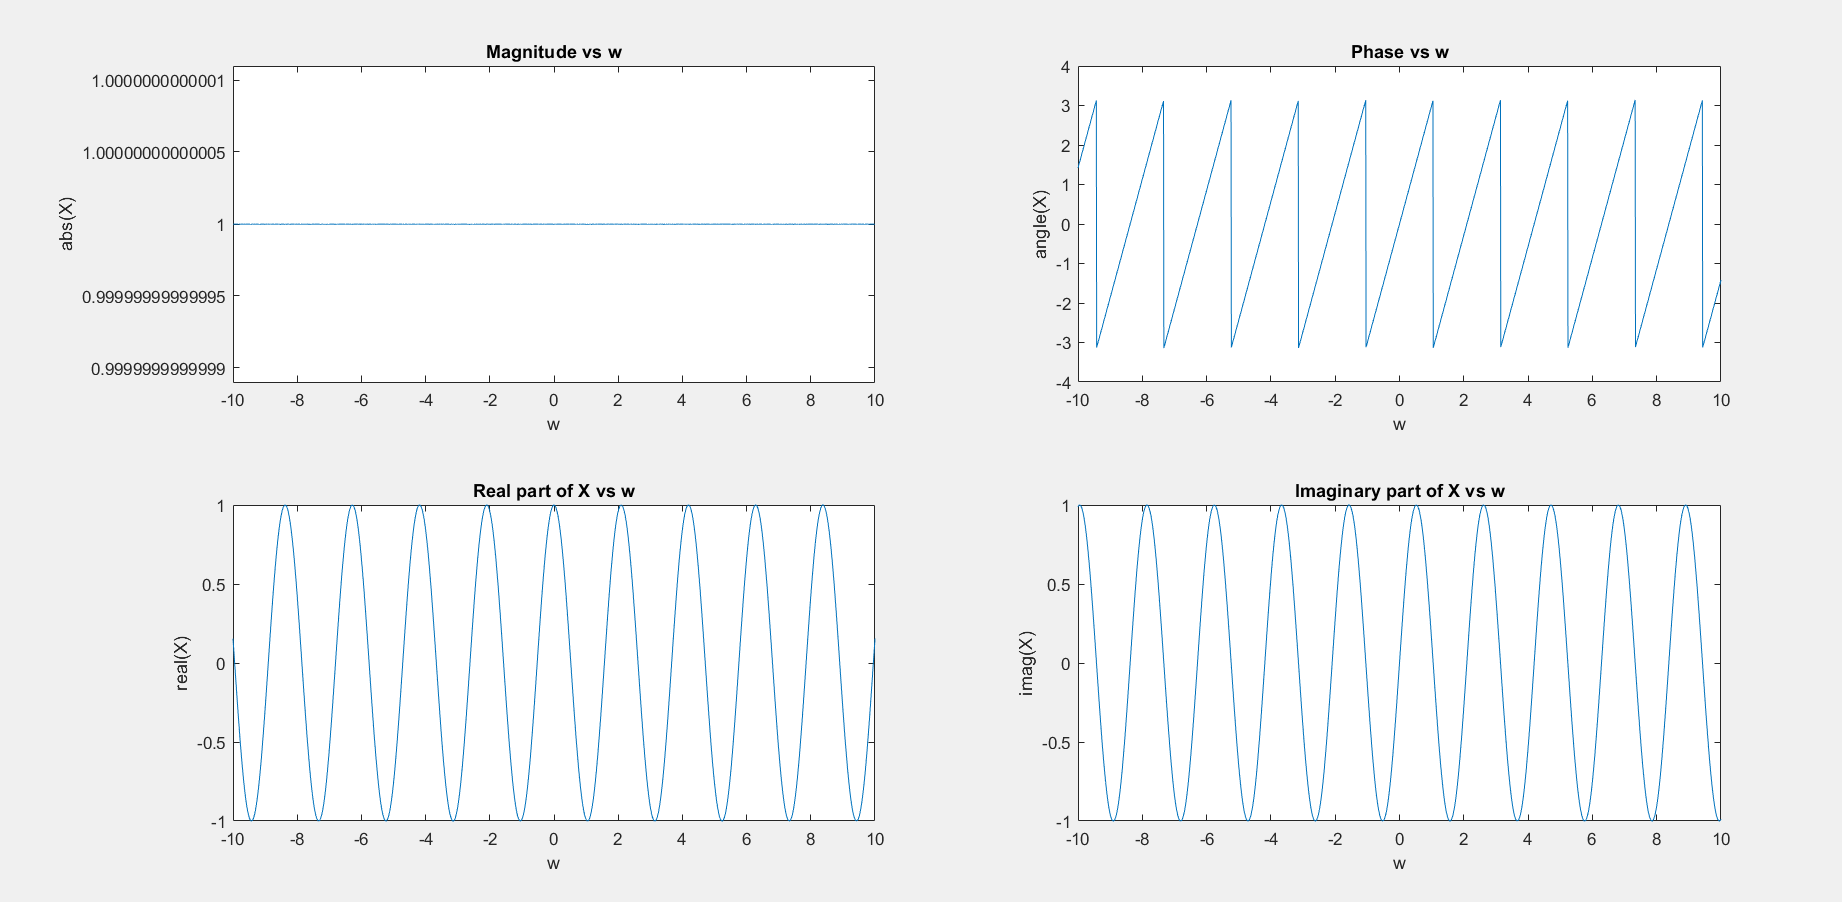 Magnitude vs w
1.0000000000001
1.00000000000005
1
0.99999999999995
0.9999999999999
abs(X)
-10 -8 -6 -4 -2 0 2 4 6 8 10
w
Phase vs w
4
3
2
1
0
-1
-2
-3
-4
angle(X)
-10 -8 -6 -4 -2 0 2 4 6 8 10
w
Real part of X vs w
1
0.5
0
-0.5
-1
real(X)
-10 -8 -6 -4 -2 0 2 4 6 8 10
w
Imaginary part of X vs w
1
0.5
0
-0.5
-1
imag(X)
-10 -8 -6 -4 -2 0 2 4 6 8 10
w